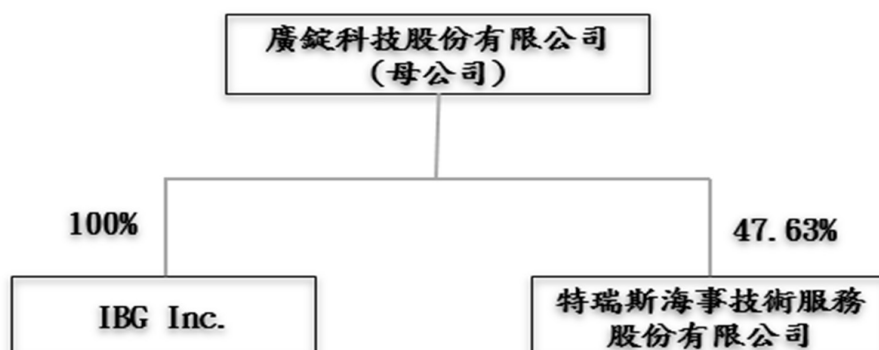 廣錠科技股份有限公司
(母公司)
100%
47.63%
IBG Inc.
特瑞斯海事技術服務
股份有限公司